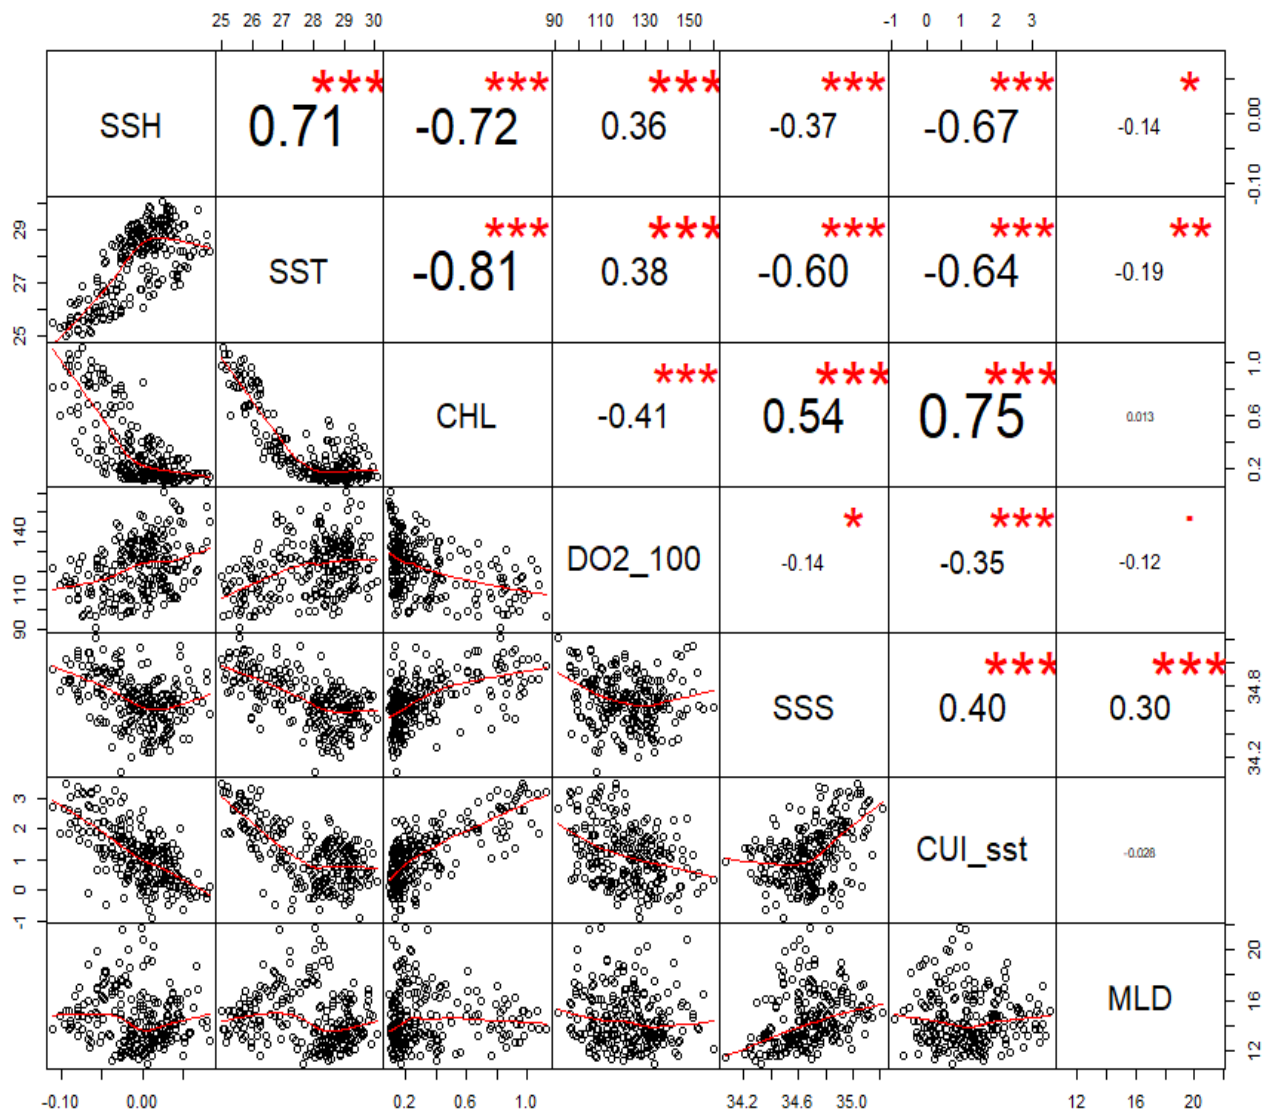 25 26 27 28 29 30 90 110 130 150 -1 0 1 2 3
SSH *** 0.71 *** -0.72 *** 0.36 *** -0.37 *** -0.67 * -0.14 0.00 -0.10
29 27 25 SST *** -0.81 *** 0.38 *** -0.60 *** -0.64 ** -0.19
CHL *** -0.41 *** 0.54 *** 0.75 0.013 1.0 0.6 0.2
140 110 90 DO2_100 * -0.14 *** -0.35 . -0.12
SSS *** 0.40 *** 0.30 34.8 34.2
3 2 1 0 -1 CUI_sst -0.028
MLD 20 16 12
-0.10 0.00 0.2 0.6 1.0 34.2 34.6 35.0 12 16 20